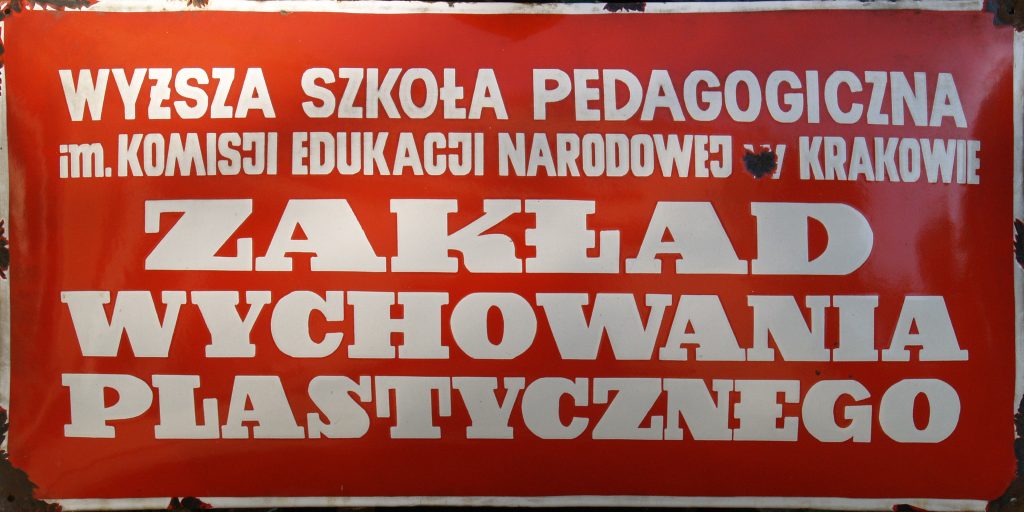 WYŻSZA SZKOŁA PEDAGOGICZNA
im. KOMISJI EDUKACJI NARODOWEJ W KRAKOWIE
ZAKŁAD
WYCHOWANIA
PLASTYCZNEGO